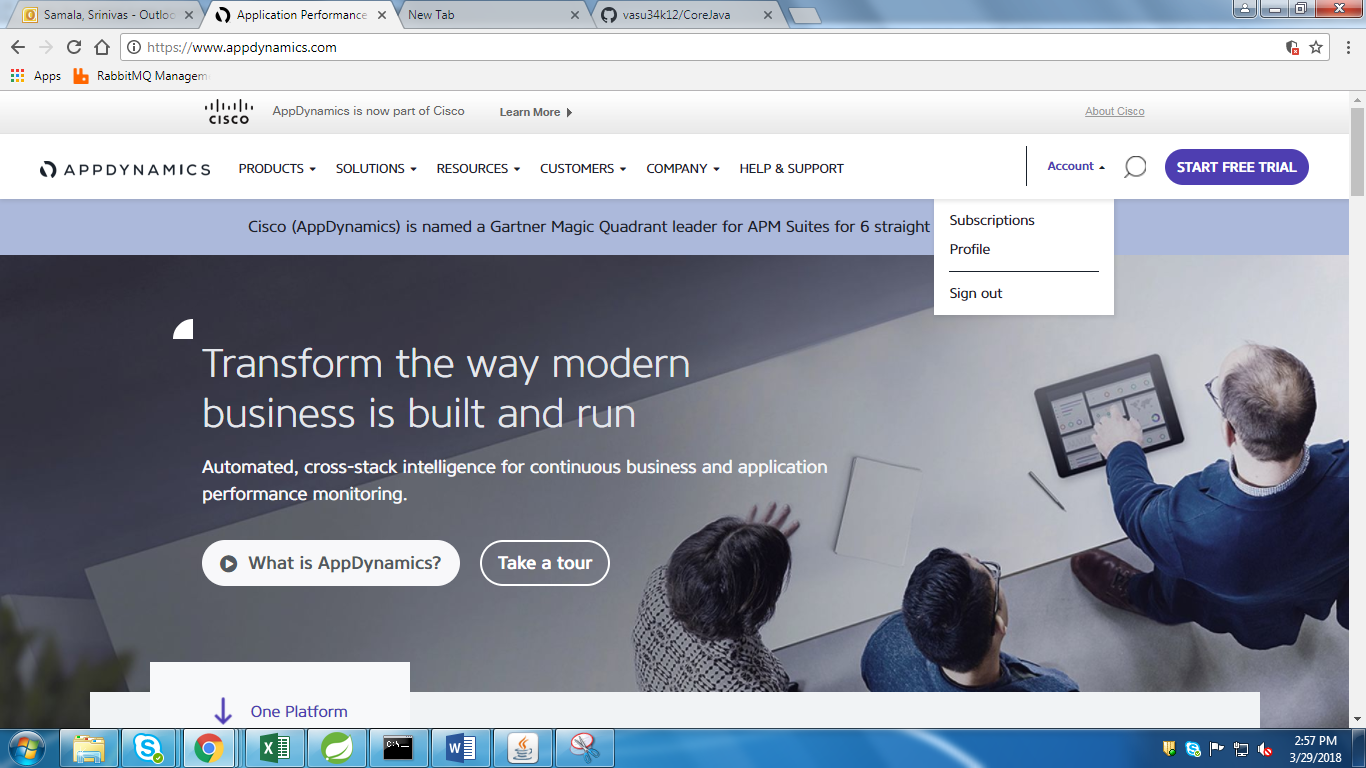 Samala, Srinivas - Outloo
Application Performance
New Tab
vasu34k12/CoreJava
https://www.appdynamics.com
Apps
RabbitMQ Managem
CISCO
AppDynamics is now part of Cisco
Learn More
About Cisco
APPDYNAMICS
PRODUCTS
SOLUTIONS
RESOURCES
CUSTOMERS
COMPANY
HELP & SUPPORT
Account
START FREE TRIAL
Cisco (AppDynamics) is named a Gartner Magic Quadrant leader for APM Suites for 6 straight
Subscriptions
Profile
Sign out
Transform the way modern
business is built and run
Automated, cross-stack intelligence for continuous business and application
performance monitoring.
What is AppDynamics?
Take a tour
One Platform
2:57 PM
3/29/2018